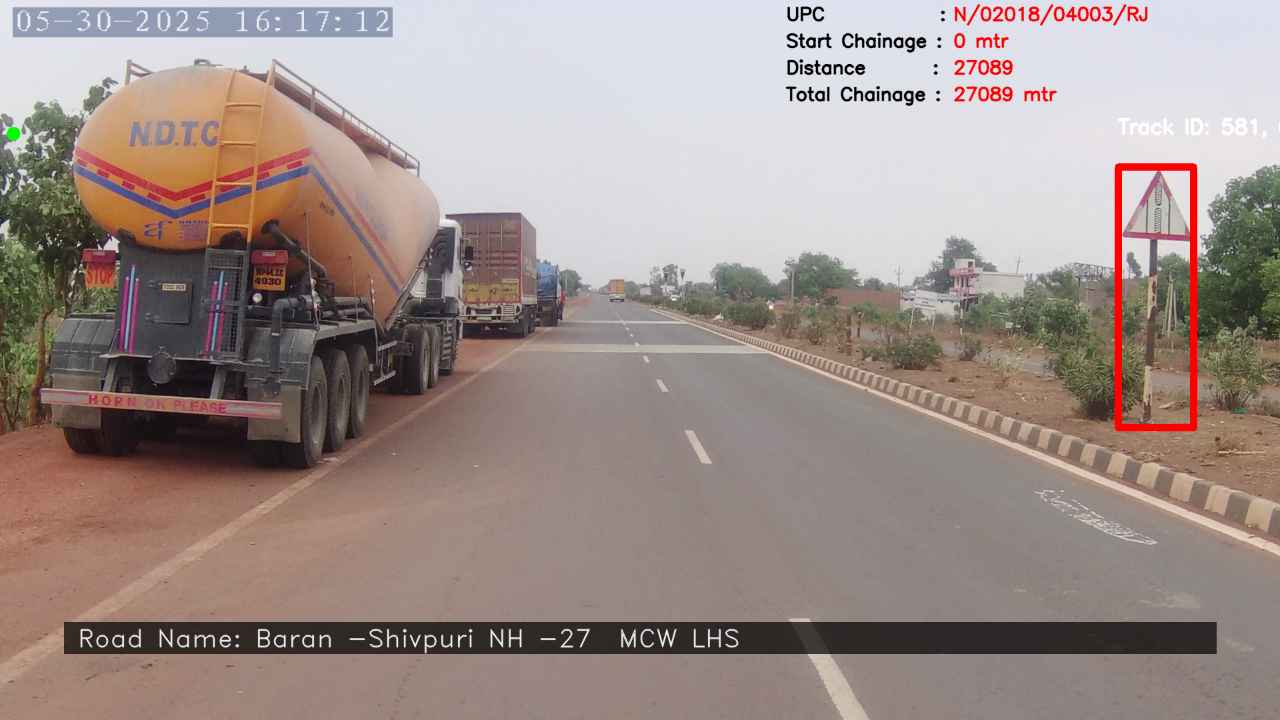 05-30-2025 16:17:12
UPC : N/02018/04003/RJ
Start Chainage : 0 mtr
Distance : 27089
Total Chainage : 27089 mtr
Track ID: 581,
N.D.T.C
STOP
4930
HORN OK PLEASE
Road Name: Baran -Shivpuri NH -27 MCW LHS